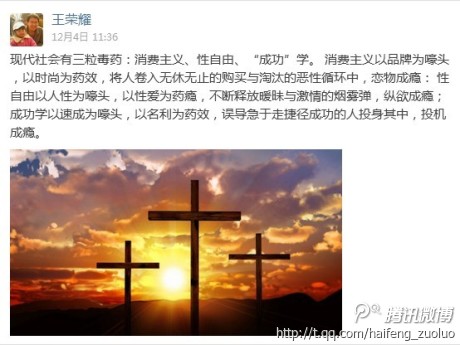 王荣耀
12月4日 11:36
现代社会有三粒毒药：消费主义、性自由、“成功”学。 消费主义以品牌为噱头
，以时尚为药效，将人卷入无休无止的购买与淘汰的恶性循环中，恋物成瘾： 性
自由以人性为噱头，以性爱为药瘾，不断释放暧昧与激情的烟雾弹，纵欲成瘾；
成功学以速成为噱头，以名利为药效，误导急于走捷径成功的人投身其中，投机
成瘾。
腾讯微博
http://t.qq.com/haifeng_zuoluo